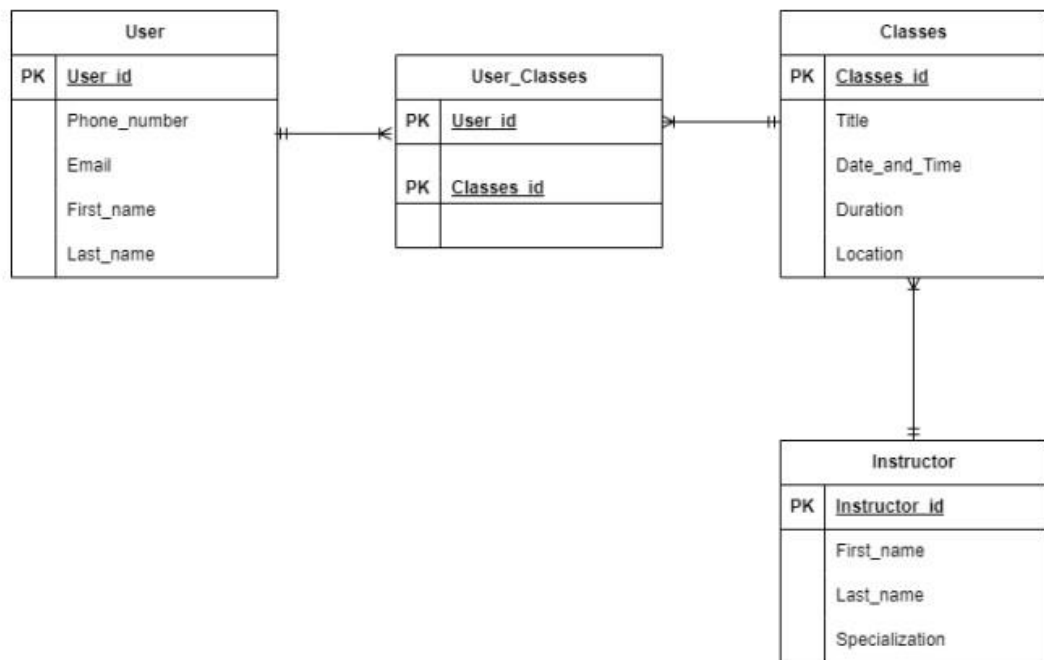 User
PK User_id
Phone_number
Email
First_name
Last_name
User_Classes
PK User_id
PK Classes_id
Classes
PK Classes_id
Title
Date_and_Time
Duration
Location
Instructor
PK Instructor_id
First_name
Last_name
Specialization